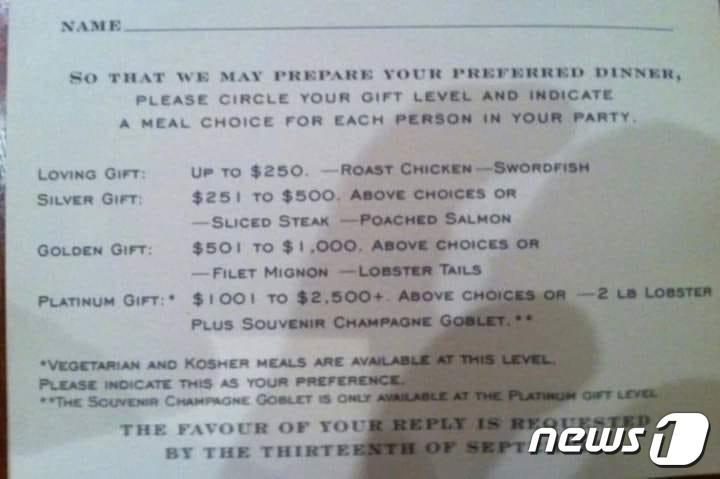 NAME
SO THAT WE MAY PREPARE YOUR PREFERRED DINNER,
PLEASE CIRCLE YOUR GIFT LEVEL AND INDICATE
A MEAL CHOICE FOR EACH PERSON IN YOUR PARTY.
LOVING GIFT: UP TO $250. —ROAST CHICKEN —SWORDFISH
SILVER GIFT: $251 TO $500. ABOVE CHOICES OR
—SLICED STEAK —POACHED SALMON
GOLDEN GIFT: $501 TO $1,000. ABOVE CHOICES OR
—FILET MIGNON —LOBSTER TAILS
PLATINUM GIFT:* $1001 TO $2,500+. ABOVE CHOICES OR —2 LB LOBSTER
PLUS SOUVENIR CHAMPAGNE GOBLET.**
*VEGETARIAN AND KOSHER MEALS ARE AVAILABLE AT THIS LEVEL.
PLEASE INDICATE THIS AS YOUR PREFERENCE.
**THE SOUVENIR CHAMPAGNE GOBLET IS ONLY AVAILABLE AT THE PLATINUM GIFT LEVEL
THE FAVOUR OF YOUR REPLY IS REQUESTED
BY THE THIRTEENTH OF SEPT
news1